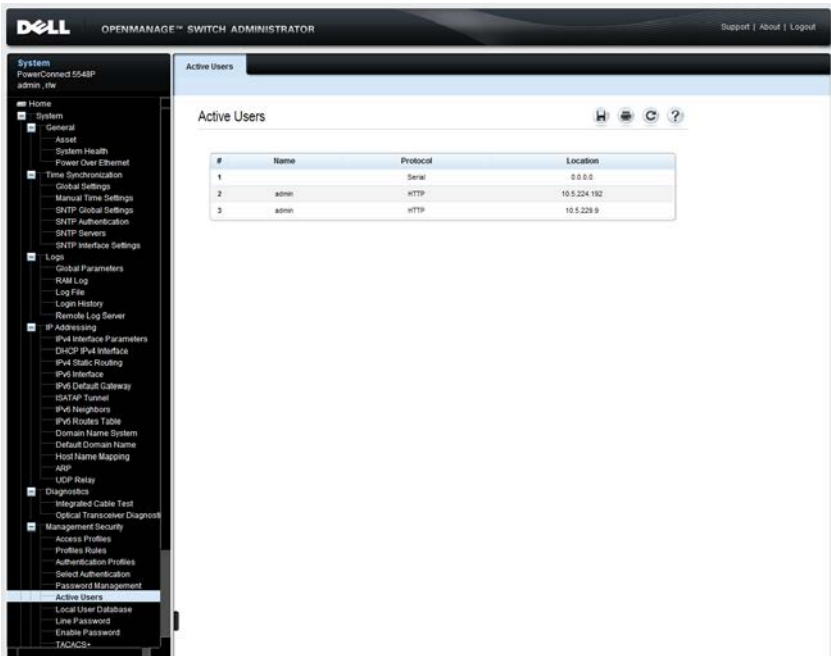 DELL OPENMANAGE™ SWITCH ADMINISTRATOR
Support | About | Logout
System
PowerConnect 5548P
admin , r/w
Home
System
General
Asset
System Health
Power Over Ethernet
Time Synchronization
Global Settings
Manual Time Settings
SNTP Global Settings
SNTP Authentication
SNTP Servers
SNTP Interface Settings
Logs
Global Parameters
RAM Log
Log File
Login History
Remote Log Server
IP Addressing
IPv4 Interface Parameters
DHCP IPv4 Interface
IPv4 Static Routing
IPv6 Interface
IPv6 Default Gateway
ISATAP Tunnel
IPv6 Neighbors
IPv6 Routes Table
Domain Name System
Default Domain Name
Host Name Mapping
ARP
UDP Relay
Diagnostics
Integrated Cable Test
Optical Transceiver Diagnosti
Management Security
Access Profiles
Profiles Rules
Authentication Profiles
Select Authentication
Password Management
Active Users
Local User Database
Line Password
Enable Password
TACACS+
Active Users
Active Users
# Name Protocol Location
1 Serial 0.0.0.0
2 admin HTTP 10.5.224.192
3 admin HTTP 10.5.229.9